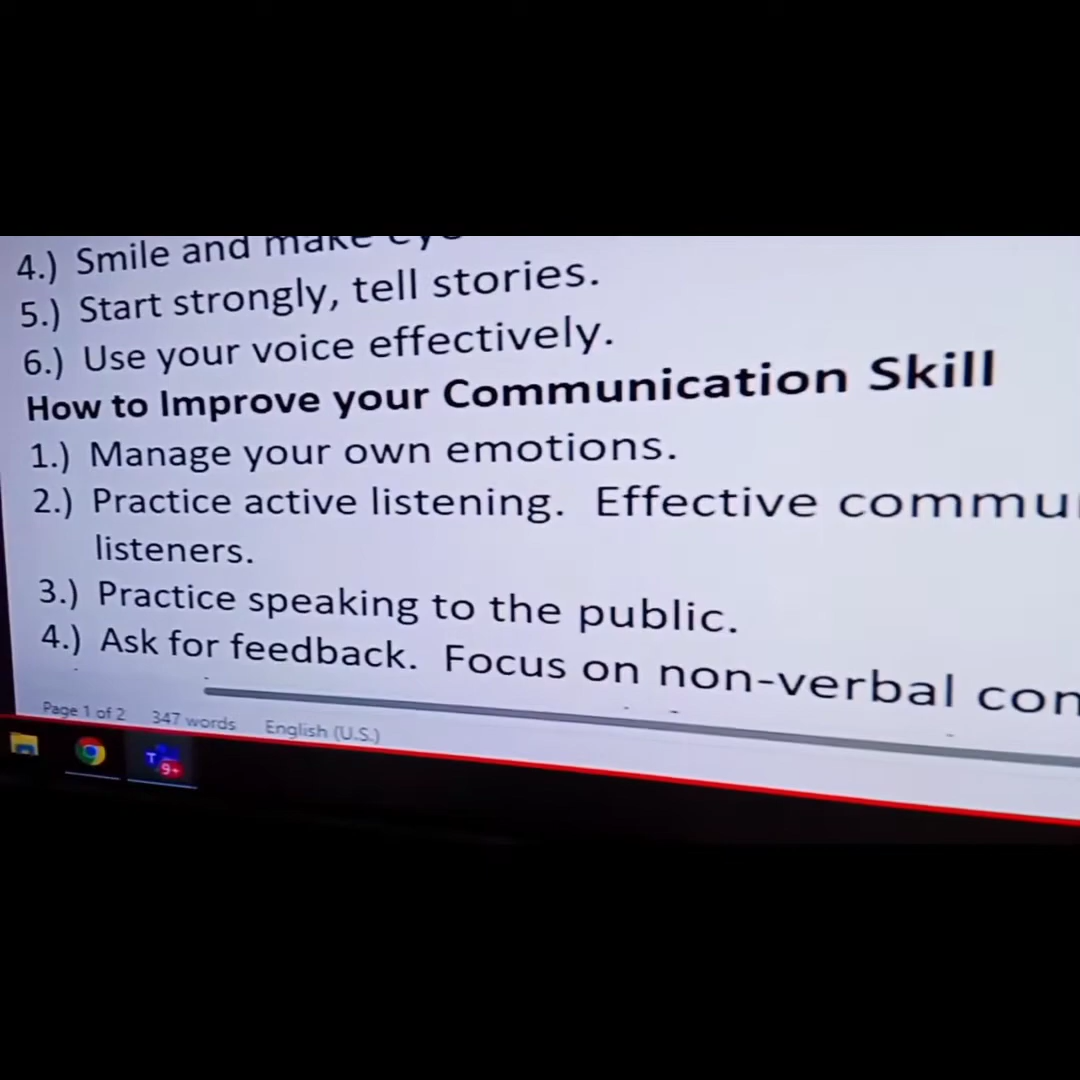 4.) Smile and make
5.) Start strongly, tell stories.
6.) Use your voice effectively.
How to Improve your Communication Skill
1.) Manage your own emotions.
2.) Practice active listening.  Effective
listeners.
3.) Practice speaking to the public.
4.) Ask for feedback.  Focus on non-verbal
Page 1 of 2 347 words English (U.S.)
T 9+